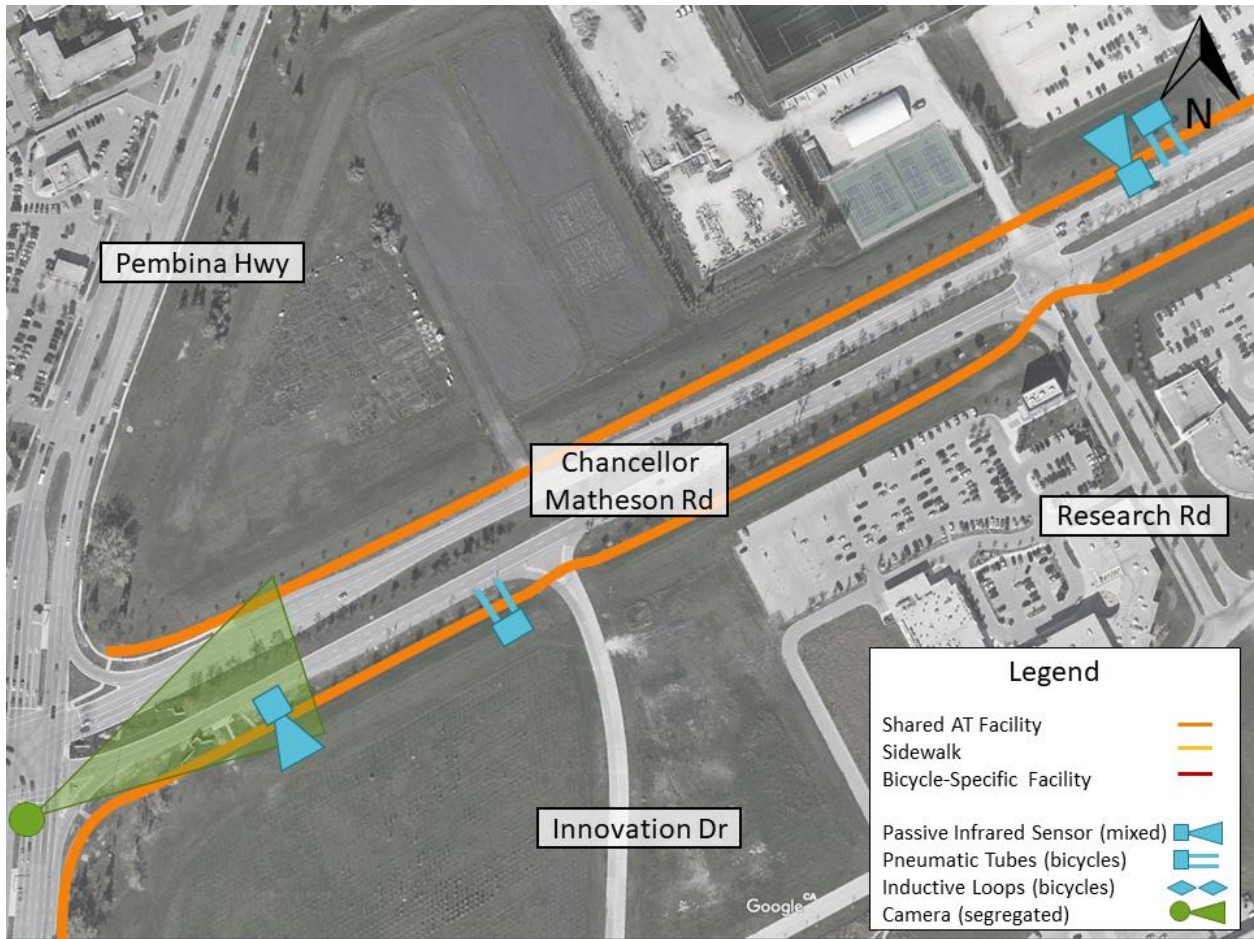 N
Pembina Hwy
Chancellor
Matheson Rd
Research Rd
Innovation Dr
Legend
Shared AT Facility
Sidewalk
Bicycle-Specific Facility
Passive Infrared Sensor (mixed)
Pneumatic Tubes (bicycles)
Inductive Loops (bicycles)
Camera (segregated)
Google
CA